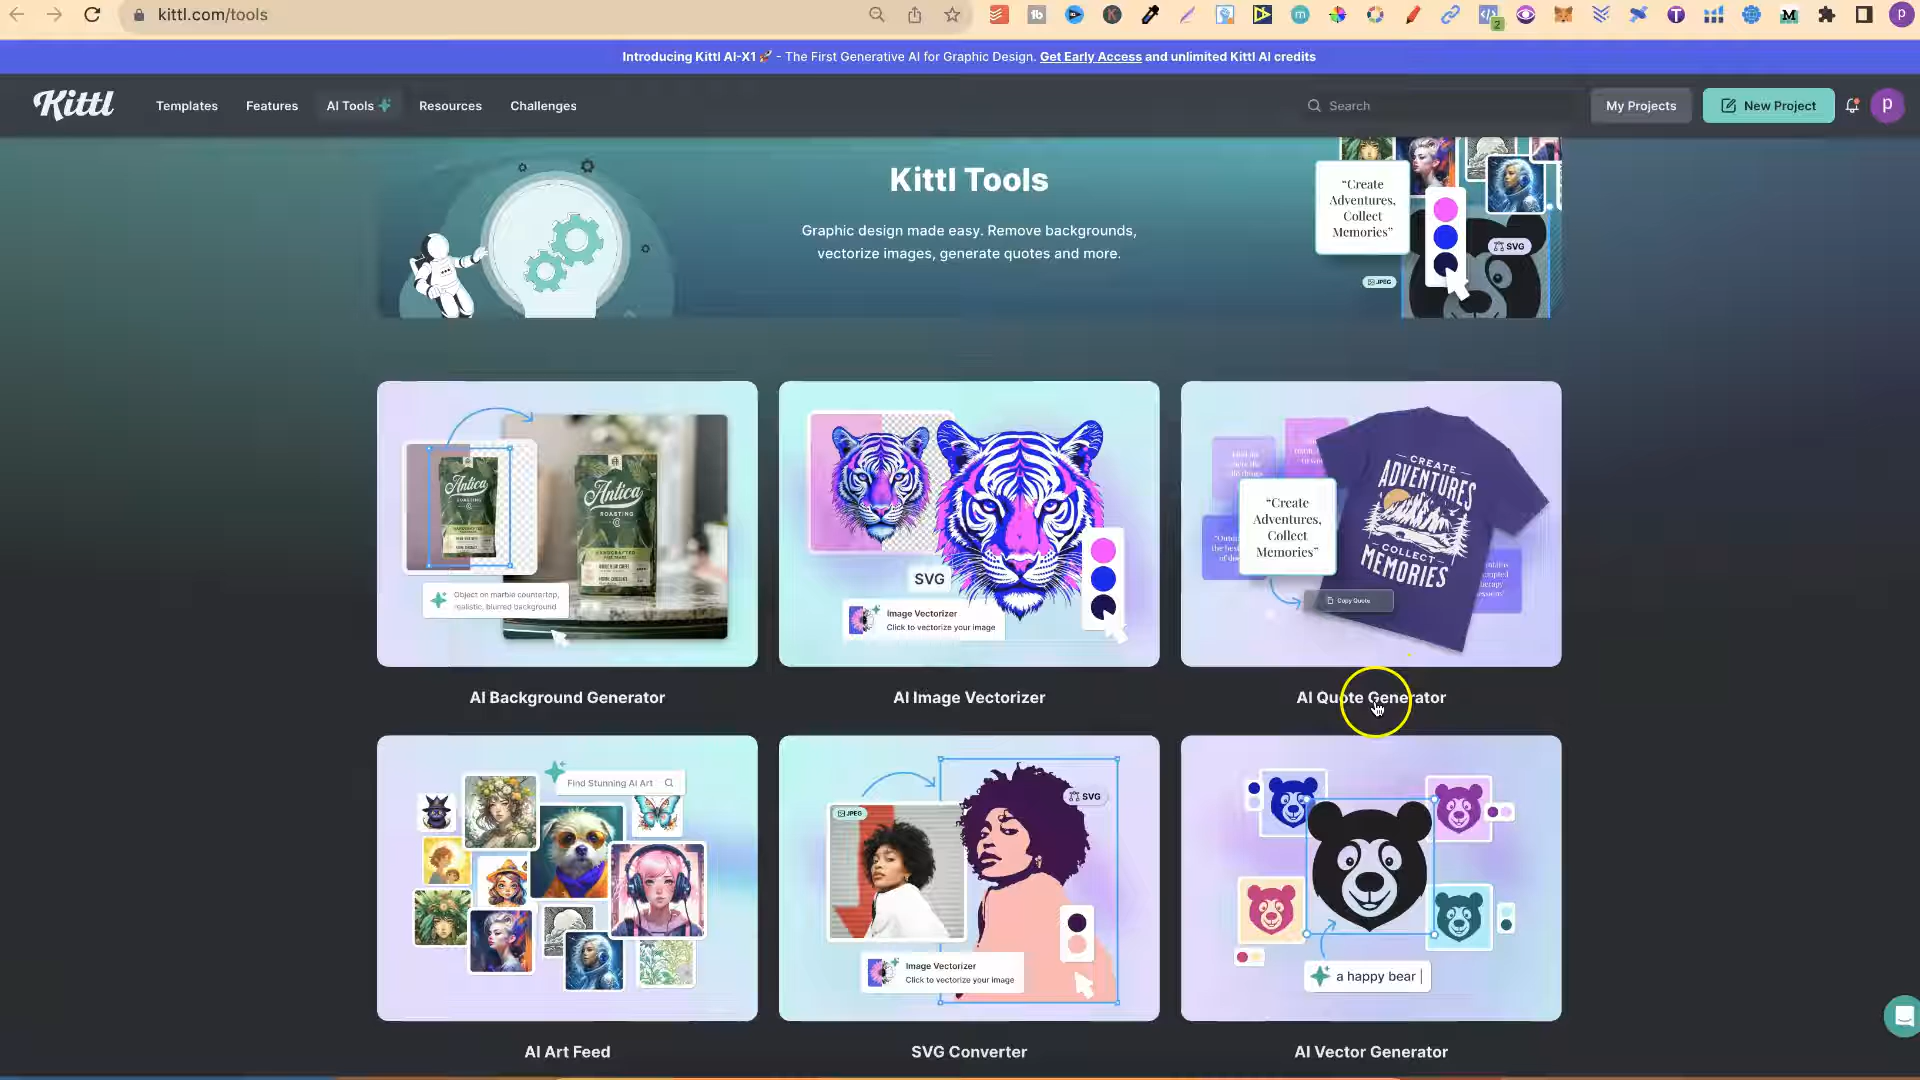 kittl.com/tools
2
p
Introducing Kittl AI-X1 🚀 - The First Generative AI for Graphic Design. Get Early Access and unlimited Kittl AI credits
Kittl
Templates
Features
AI Tools
Resources
Challenges
Search
My Projects
New Project
p
Kittl Tools
Graphic design made easy. Remove backgrounds,
vectorize images, generate quotes and more.
“Create
Adventures,
Collect
Memories”
SVG
JPEG
Antica
ROASTING
Object on marble countertop,
realistic, blurred background
Antica
ROASTING
SVG
Image Vectorizer
Click to vectorize your image
“Create
Adventures,
Collect
Memories”
Copy Quote
CREATE
ADVENTURES
COLLECT
MEMORIES
AI Background Generator
AI Image Vectorizer
AI Quote Generator
Find Stunning AI Art
JPEG
SVG
Image Vectorizer
Click to vectorize your image
a happy bear
AI Art Feed
SVG Converter
AI Vector Generator